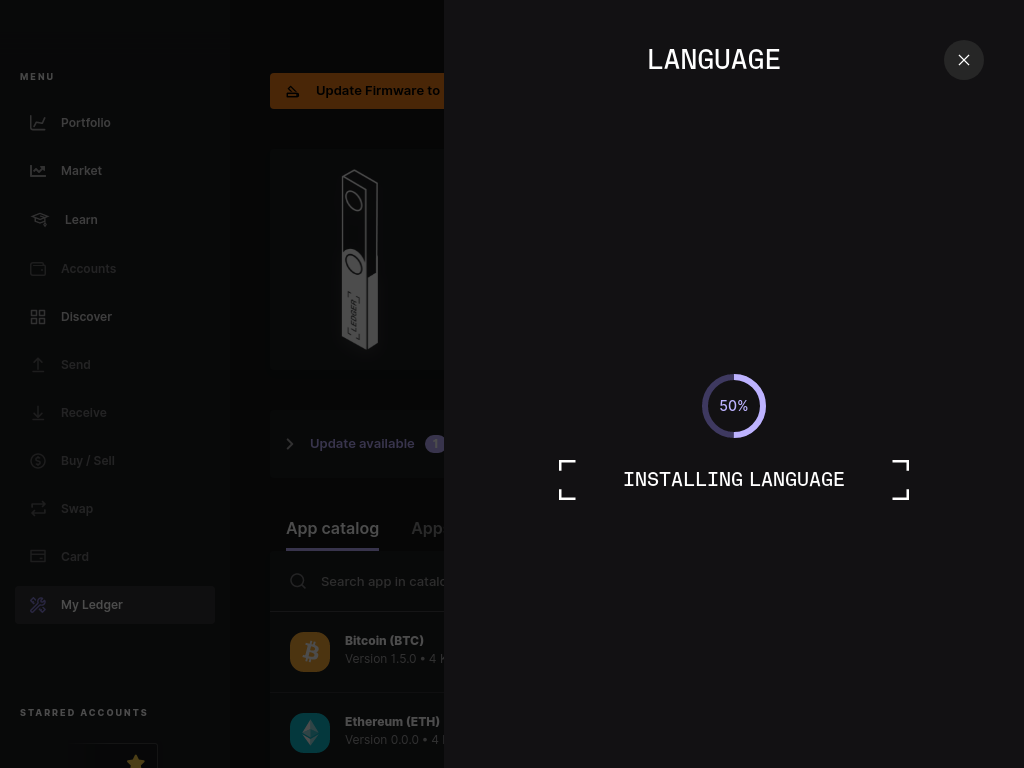 MENU
Portfolio
Market
Learn
Accounts
Discover
Send
Receive
Buy / Sell
Swap
Card
My Ledger
STARRED ACCOUNTS
Update Firmware to
LEDGER
Update available 1
App catalog App
Search app in catalo
Bitcoin (BTC)
Version 1.5.0 • 4 K
Ethereum (ETH)
Version 0.0.0 • 4
LANGUAGE
50%
INSTALLING LANGUAGE